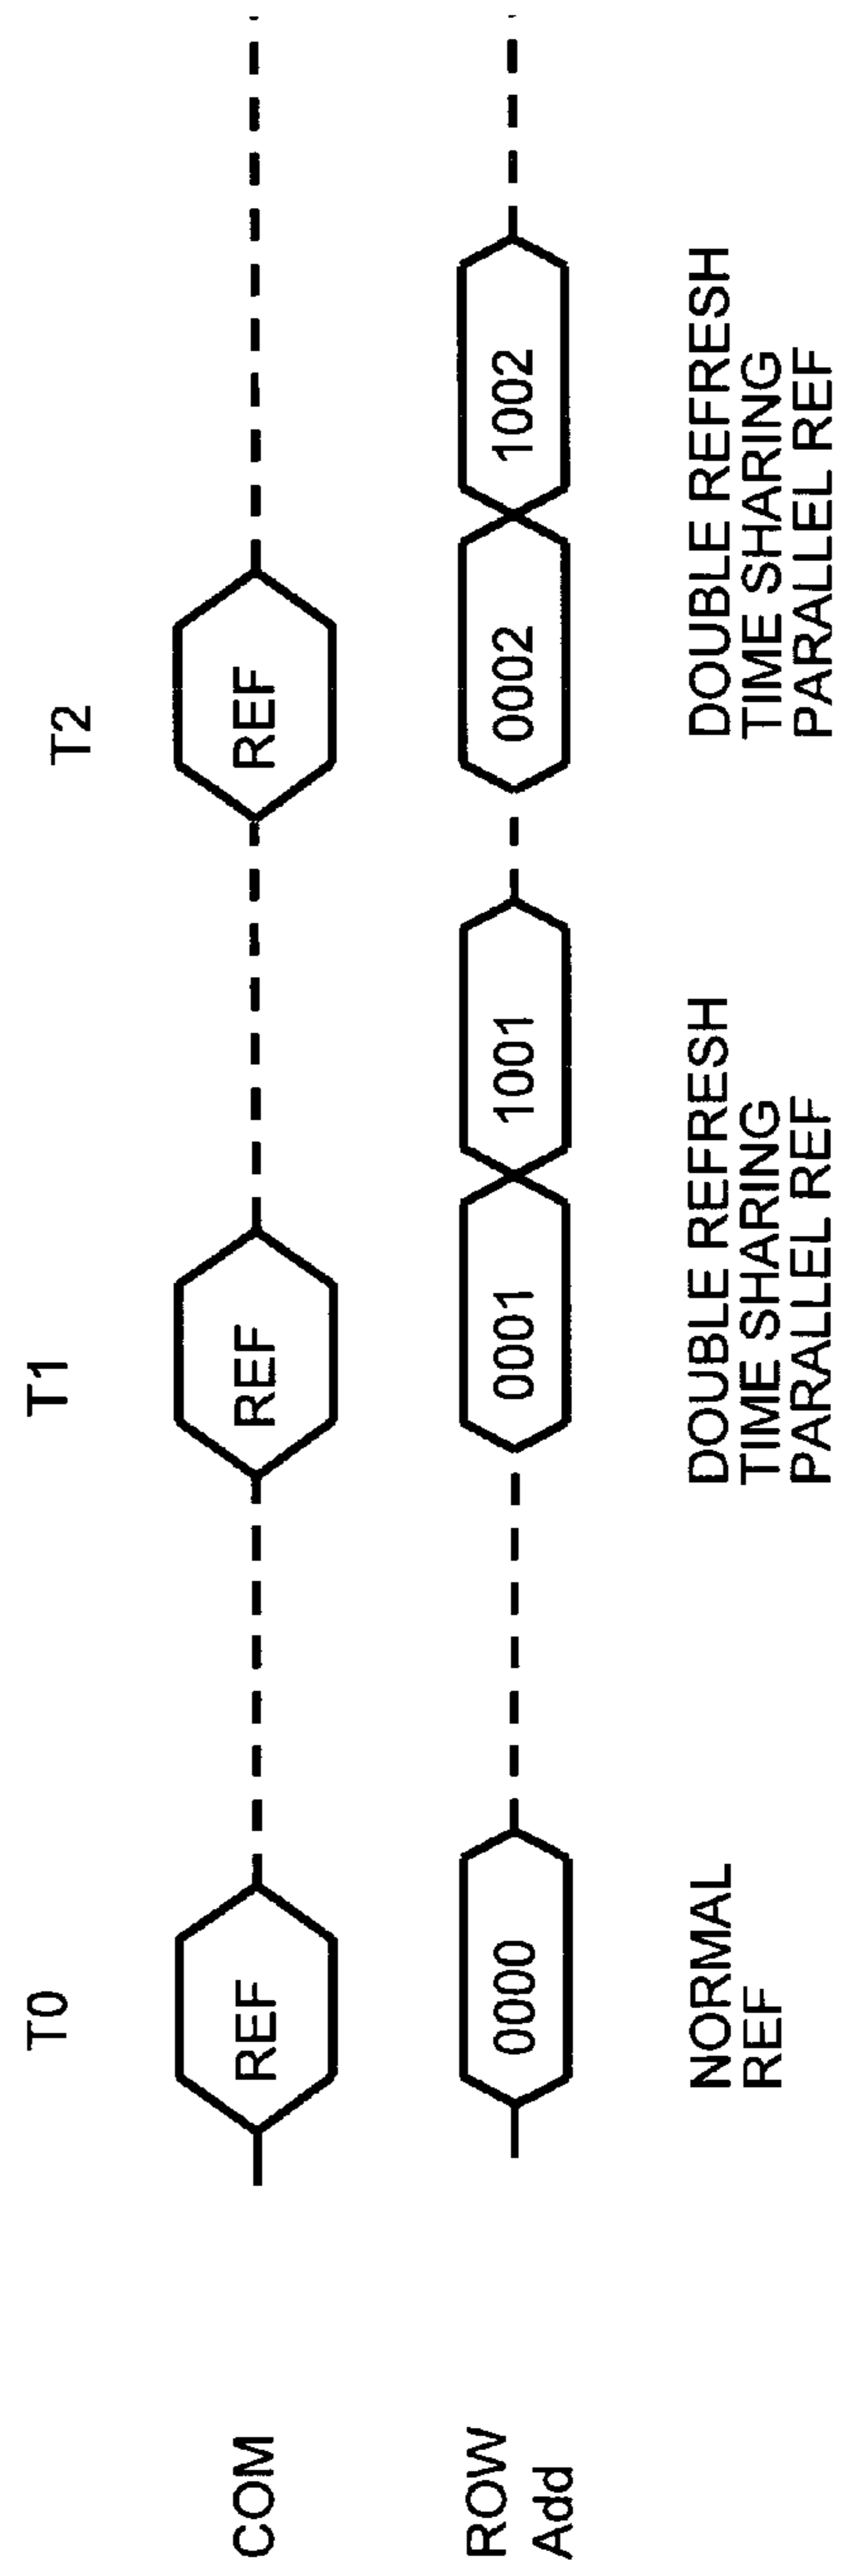 T0
T1
T2
COM
REF
REF
REF
ROW
Add
0000
0001
1001
0002
1002
NORMAL
REF
DOUBLE REFRESH
TIME SHARING
PARALLEL REF
DOUBLE REFRESH
TIME SHARING
PARALLEL REF